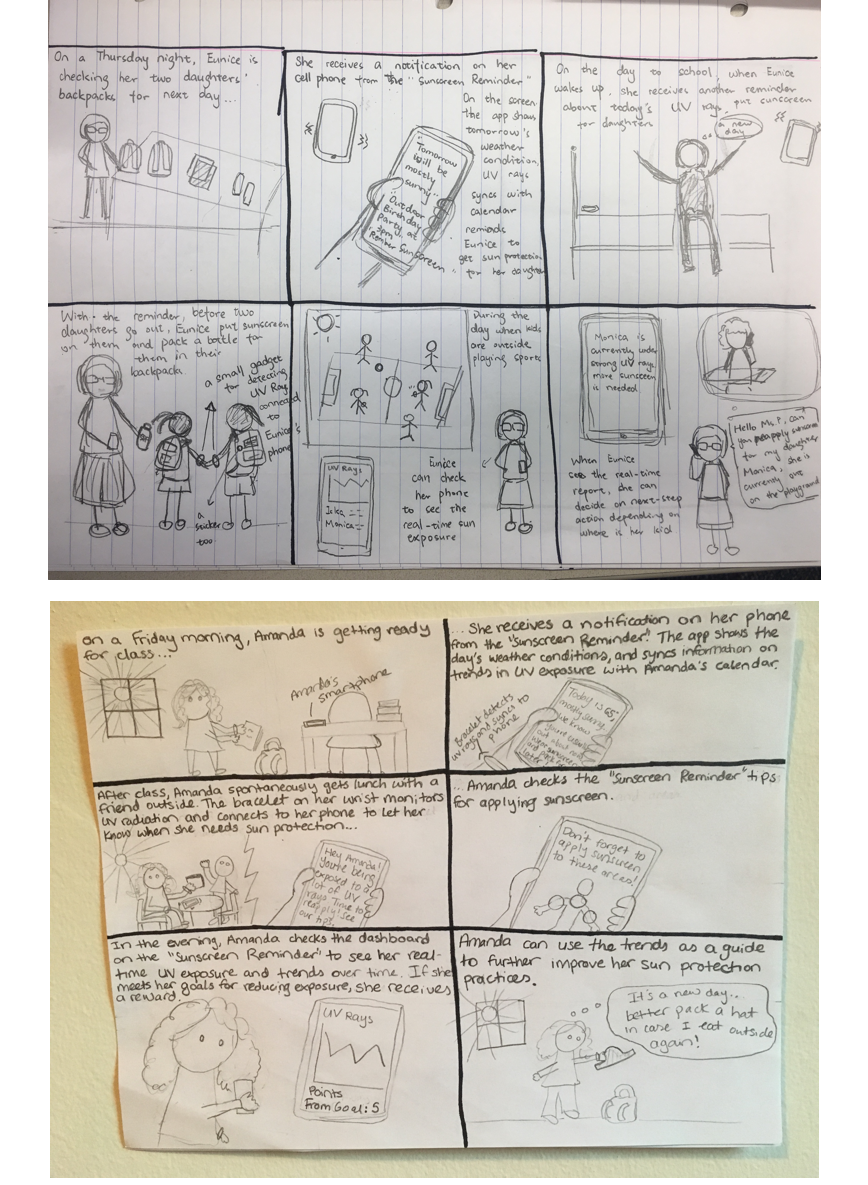 On a Thursday night, Eunice is
checking her two daughters'
backpacks for next day...
She receives a notification on her
cell phone from the "Sunscreen Reminder"
On the screen
the app shows
tomorrow's
weather
condition,
UV rays
syncs with
calendar
reminds
Eunice to
get sun protection
for her daughter
"Tomorrow
will be
mostly
sunny"
"Outdoor
Birthday
Party at
3pm,
Sunscreen"
On the day to school, when Eunice
wakes up, she receives another reminder
about today's UV rays, put sunscreen
for daughters
a new
day
With the reminder, before two
daughters go out, Eunice put sunscreen
on them and pack a bottle for
them in their
backpack
a small gadget
for detecting
UV Ray
connected
to
Eunice's
phone
a
sticker
too
During the
day when kids
are outside
playing sports
UV Rays
Monica
Eunice
can check
her phone
to see the
real-time sun
exposure
Monica is
currently under
strong UV rays
more sunscreen
is needed
When Eunice
sees the real-time
report, she can
decide on next-step
action depending on
where is her kid
Hello Ms. P, can
you apply sunscreen
for my daughter
Monica, she is
currently out
on the playground
on a Friday morning, Amanda is getting ready
for class...
Amanda's
smartphone
... She receives a notification on her phone
from the "Sunscreen Reminder." The app shows the
day's weather conditions, and syncs information on
trends in UV exposure with Amanda's calendar.
Bracelet detects
uv rays and syncs to
phone
Today is 65,
mostly sunny.
we know
After class, Amanda spontaneously gets lunch with a
friend outside. The bracelet on her wrist monitors
UV radiation and connects to her phone to let her
know when she needs sun protection...
Hey Amanda!
you're being
exposed to a
lot of UV
rays. Time to
reapply! See
our tips.
... Amanda checks the "Sunscreen Reminder" tips
for applying sunscreen.
Don't forget to
apply sunscreen
to these areas!
In the evening, Amanda checks the dashboard
on the "Sunscreen Reminder" to see her real-
time UV exposure and trends over time. If she
meets her goals for reducing exposure, she receives
a reward.
UV Rays
Points
From Goal: 5
Amanda can use the trends as a guide
to further improve her sun protection
practices.
It's a new day...
better pack a hat
in case I eat outside
again!